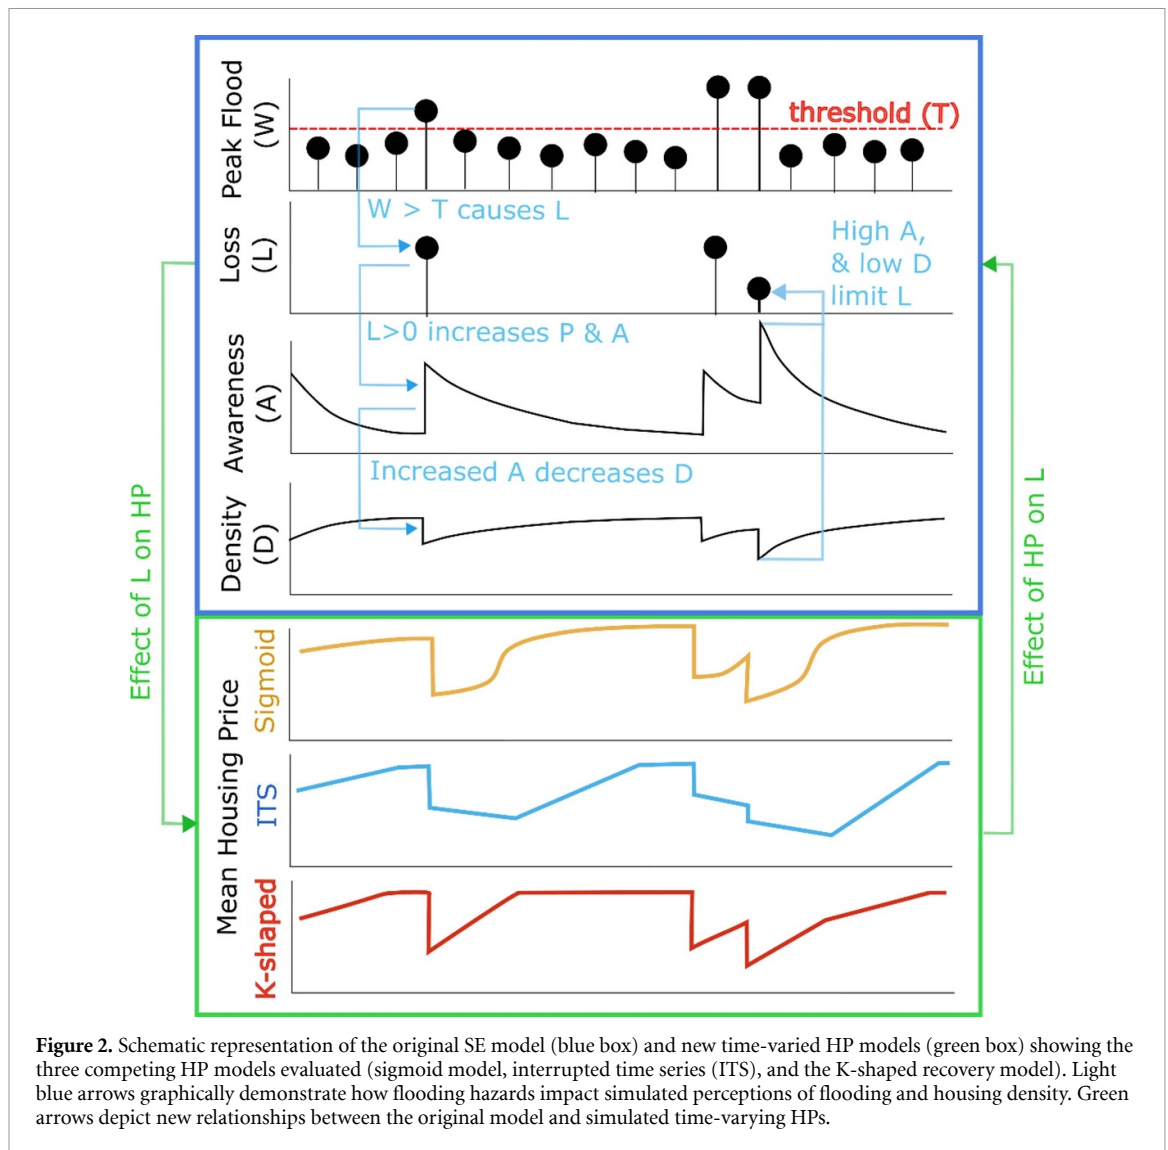 Peak Flood
(W)
threshold (T)
W > T causes L
Loss
(L)
High A,
& low D
limit L
L>0 increases P & A
Awareness
(A)
Increased A decreases D
Density
(D)
Effect of L on HP
Effect of HP on L
Mean Housing Price
Sigmoid
ITS
K-shaped
Figure 2. Schematic representation of the original SE model (blue box) and new time-varied HP models (green box) showing the
three competing HP models evaluated (sigmoid model, interrupted time series (ITS), and the K-shaped recovery model). Light
blue arrows graphically demonstrate how flooding hazards impact simulated perceptions of flooding and housing density. Green
arrows depict new relationships between the original model and simulated time-varying HPs.